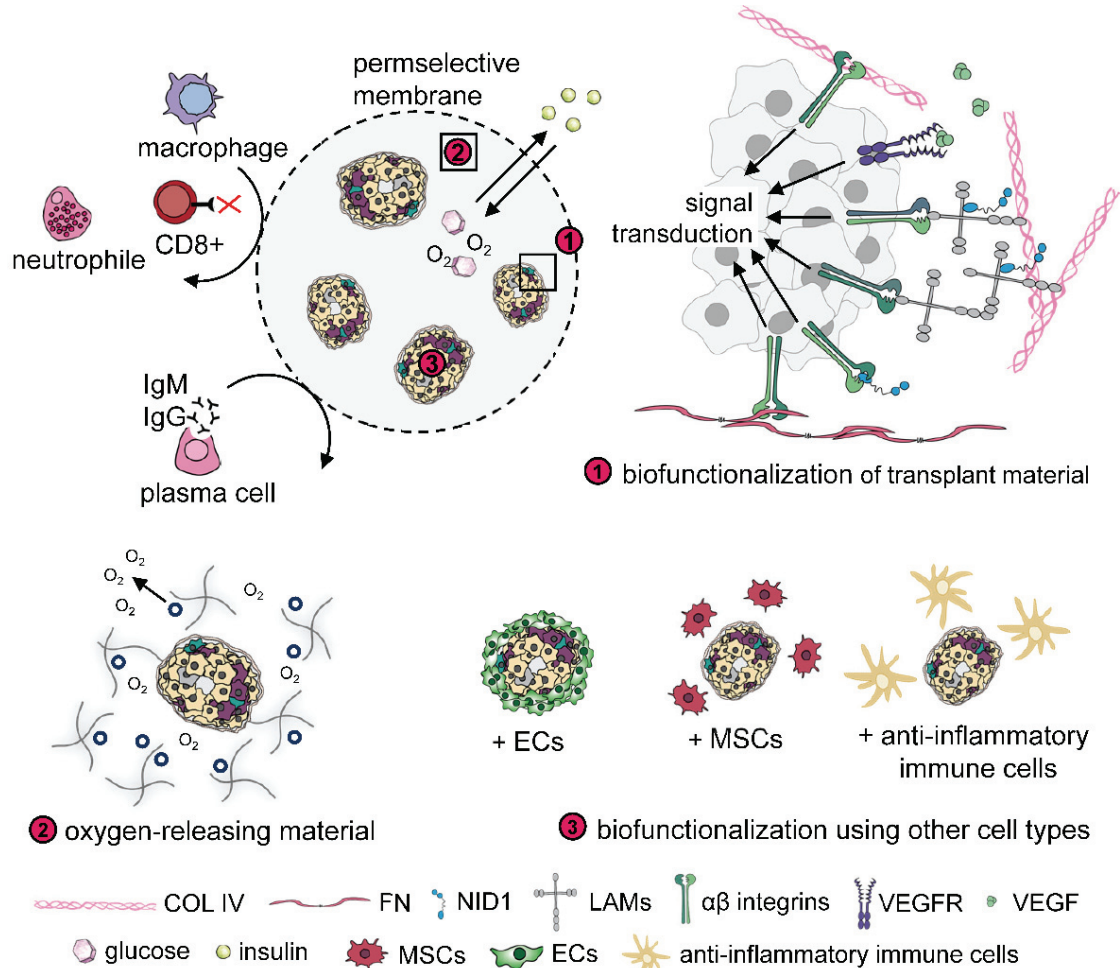 permselective
membrane
macrophage
CD8+
neutrophile
IgM
IgG
plasma cell
2
O2
O2
1
3
signal
transduction
1 biofunctionalization of transplant material
O2
O2
O2
O2
O2
O2
O2
O2
+ ECs
+ MSCs
+ anti-inflammatory
immune cells
2 oxygen-releasing material
3 biofunctionalization using other cell types
COL IV
FN
NID1
LAMs
αβ integrins
VEGFR
VEGF
glucose
insulin
MSCs
ECs
anti-inflammatory immune cells